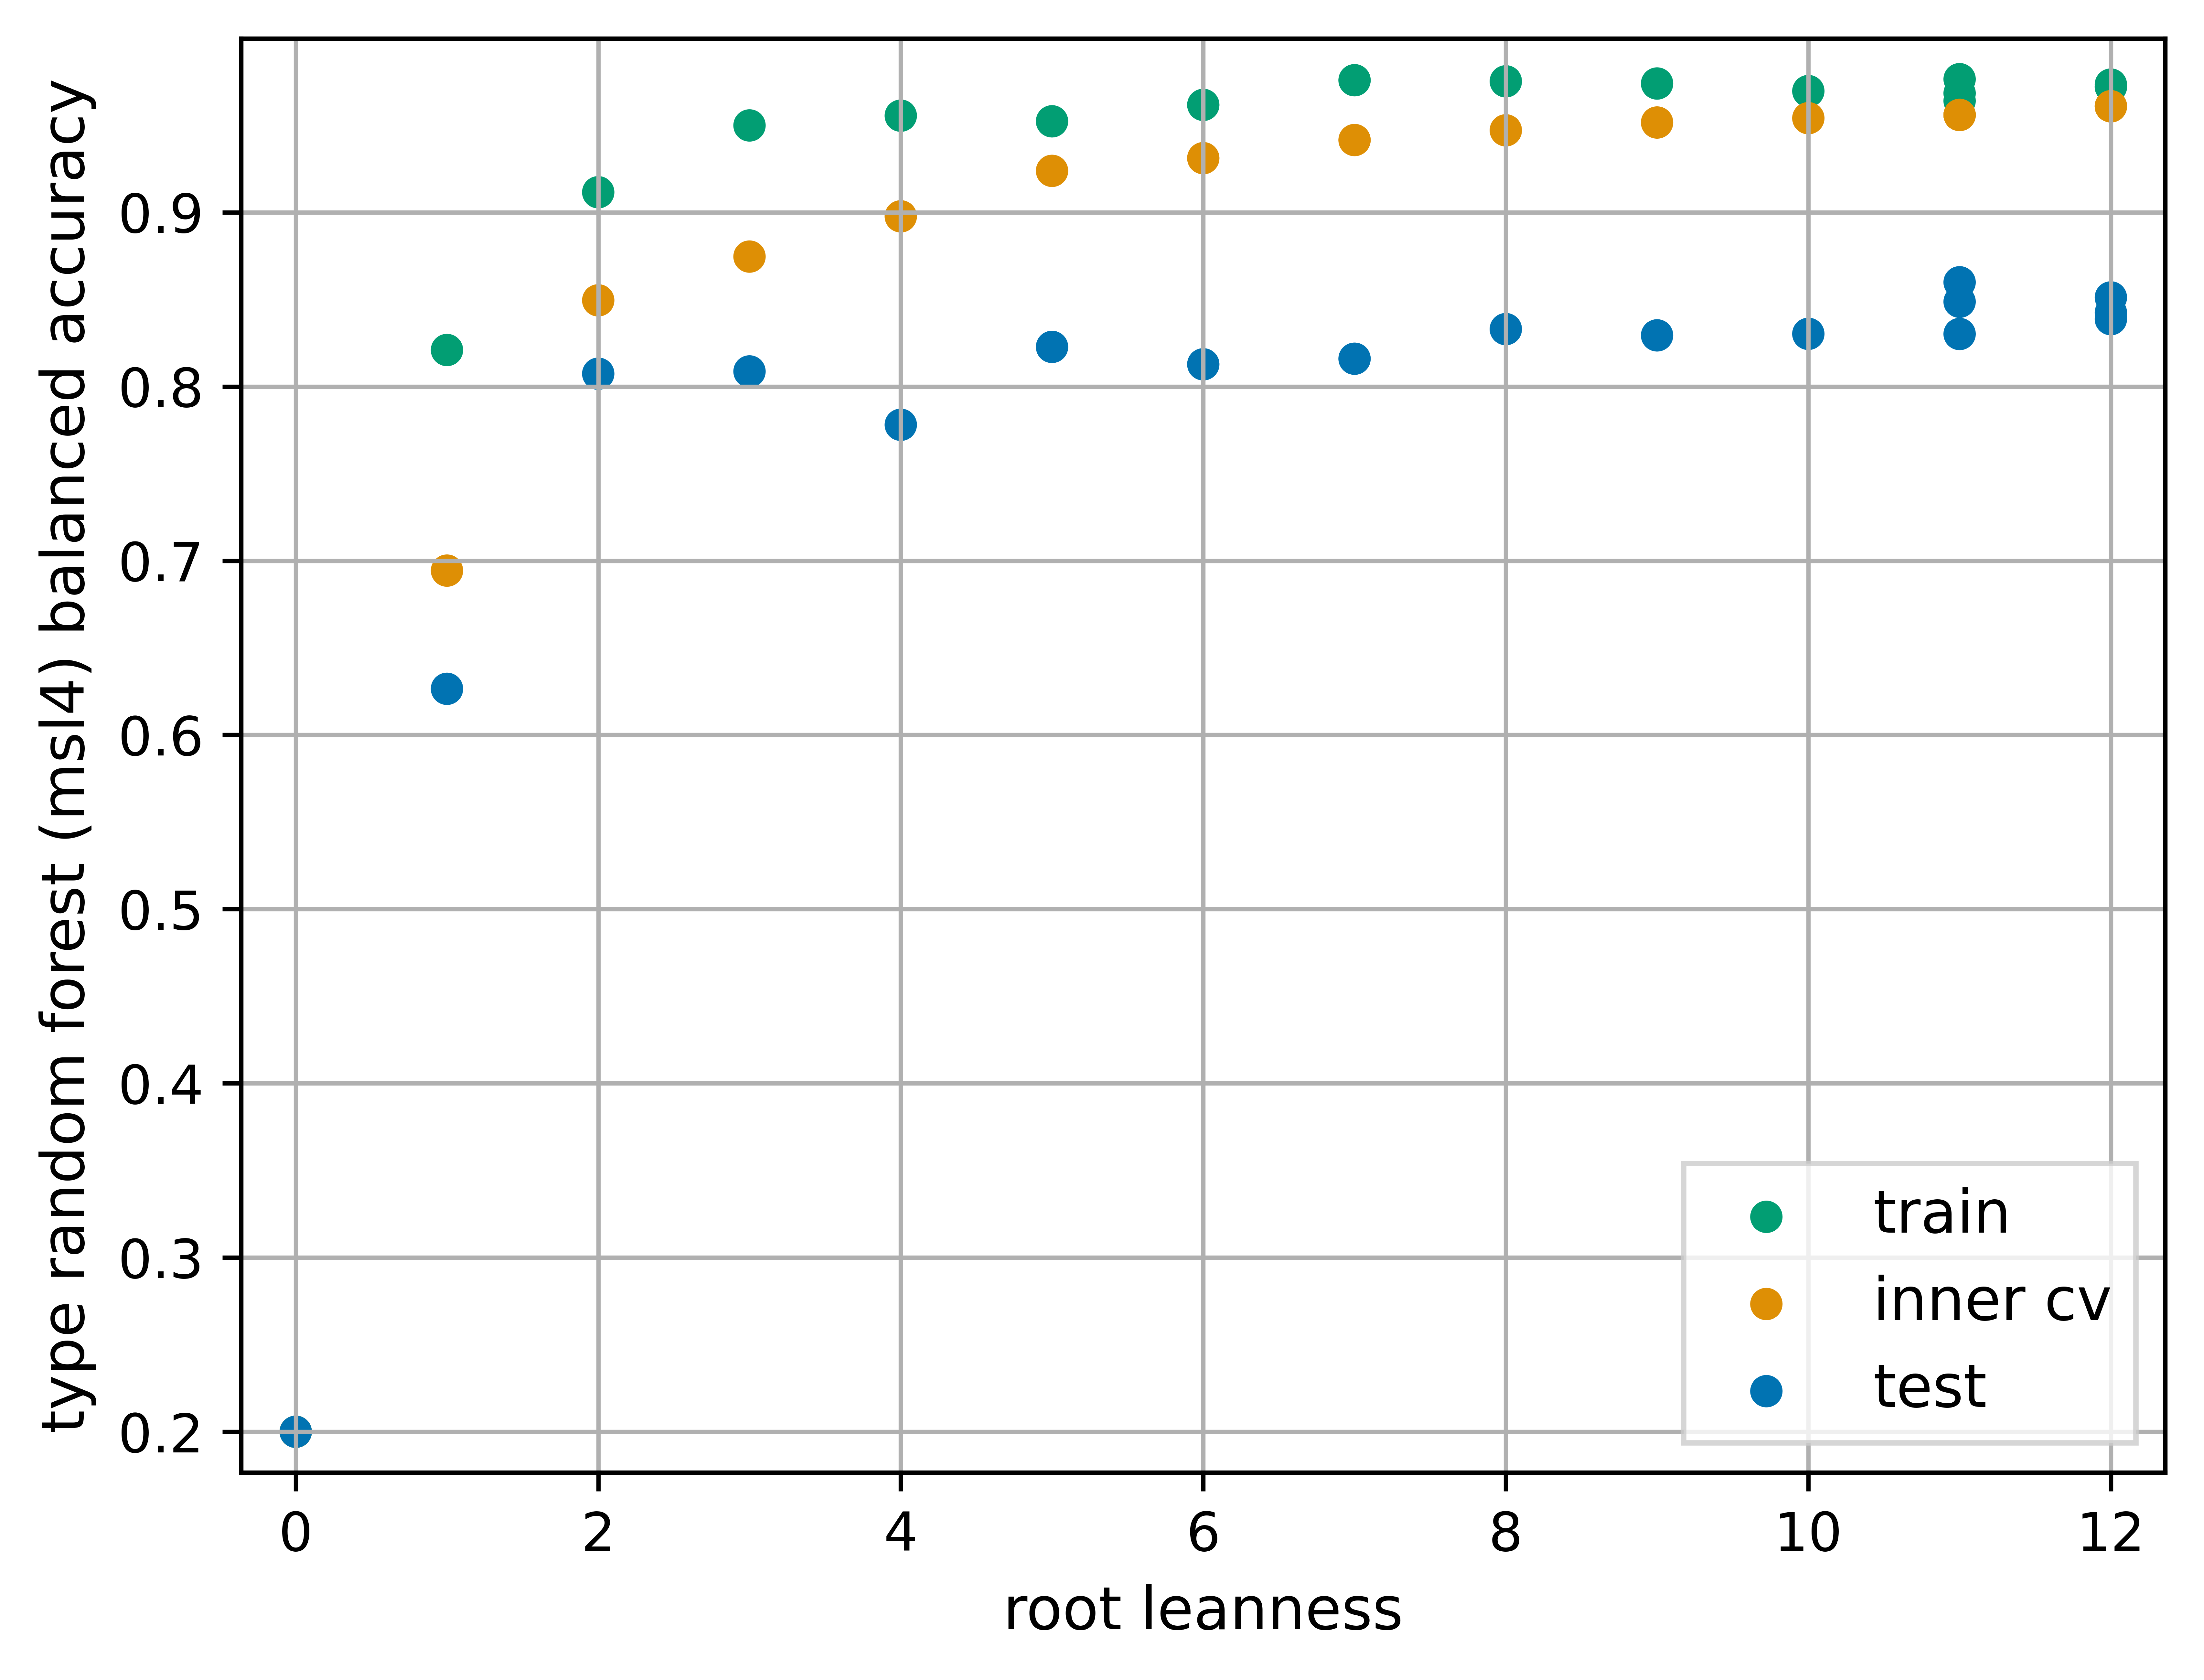 type random forest (msl4) balanced accuracy
0.9
0.8
0.7
0.6
0.5
0.4
0.3
0.2
train
inner cv
test
0 2 4 6 8 10 12
root leanness